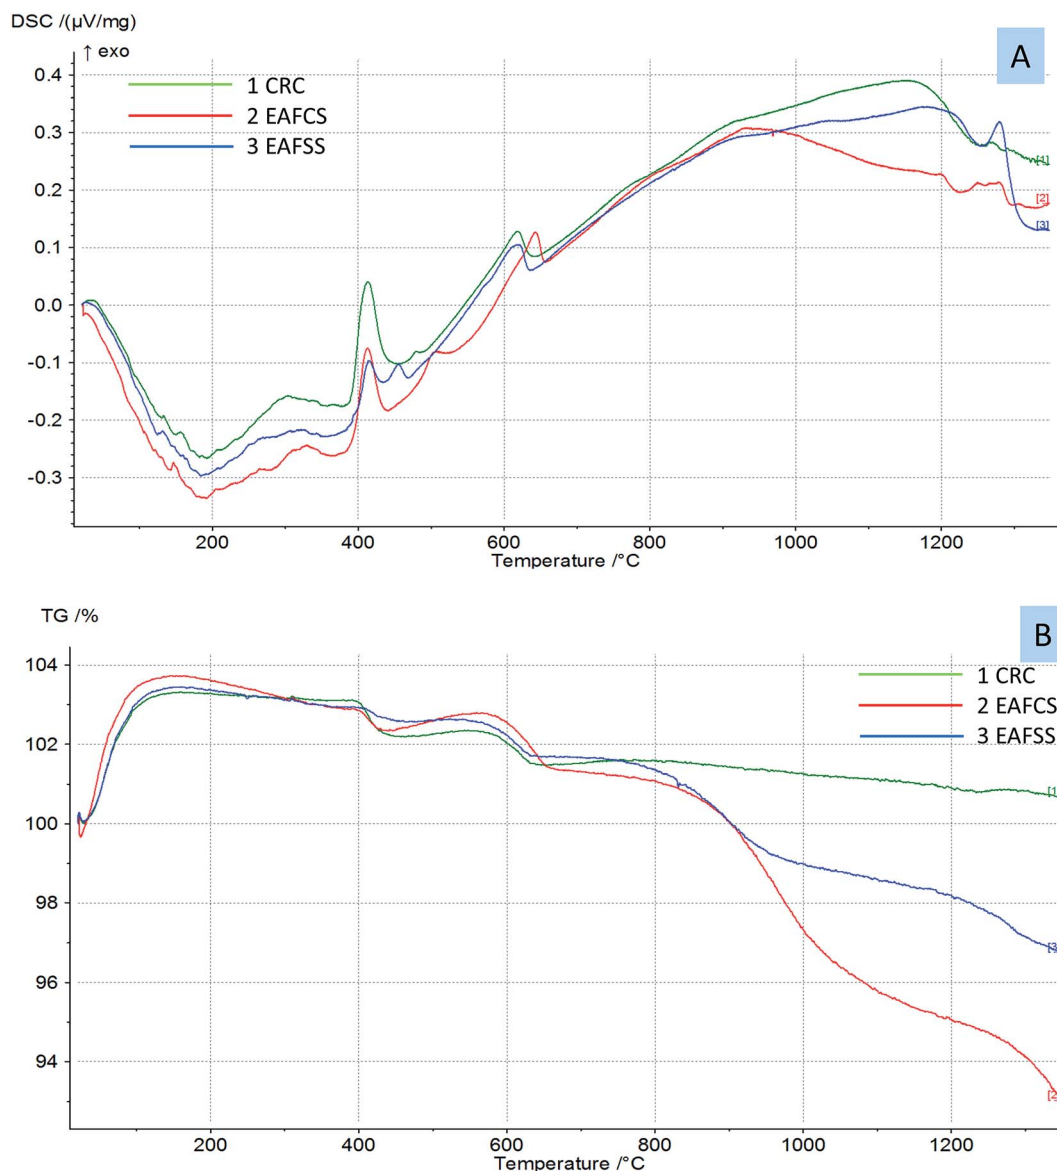 DSC /(µV/mg)
↑ exo
A
1 CRC
2 EAFCS
3 EAFSS
0.4
0.3
0.2
0.1
0.0
-0.1
-0.2
-0.3
[1]
[2]
[3]
200 400 600 800 1000 1200
Temperature /°C
TG /%
B
1 CRC
2 EAFCS
3 EAFSS
104
102
100
98
96
94
[1
[3
[2
200 400 600 800 1000 1200
Temperature /°C